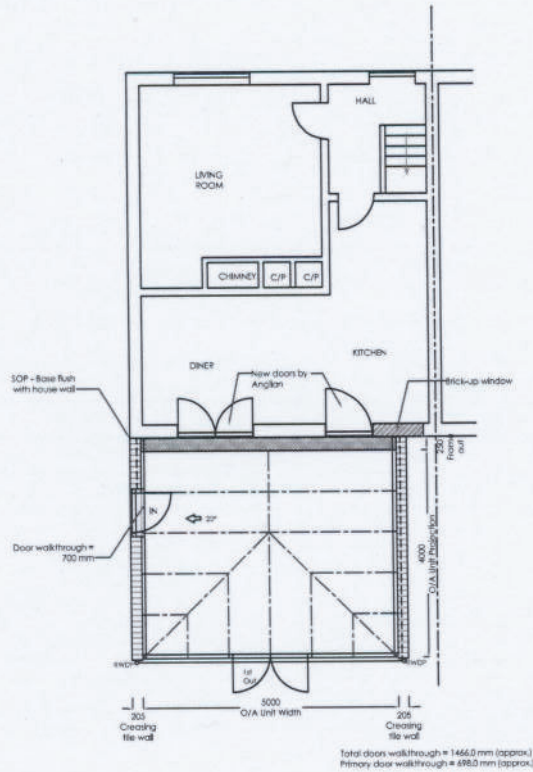 HALL
LIVING
ROOM
CHIMNEY
C/P
C/P
DINER
KITCHEN
SOP - Base flush
with house wall
New doors by
Anglian
Brick-up window
230
Frame
out
IN
20°
Door walkthrough =
700 mm
4000
O/A Unit Projection
RWDP
1st
Out
RWDP
205
Creasing
tile wall
5000
O/A Unit Width
205
Creasing
tile wall
Total doors walkthrough = 1466.0 mm (approx.)
Primary door walkthrough = 698.0 mm (approx.)